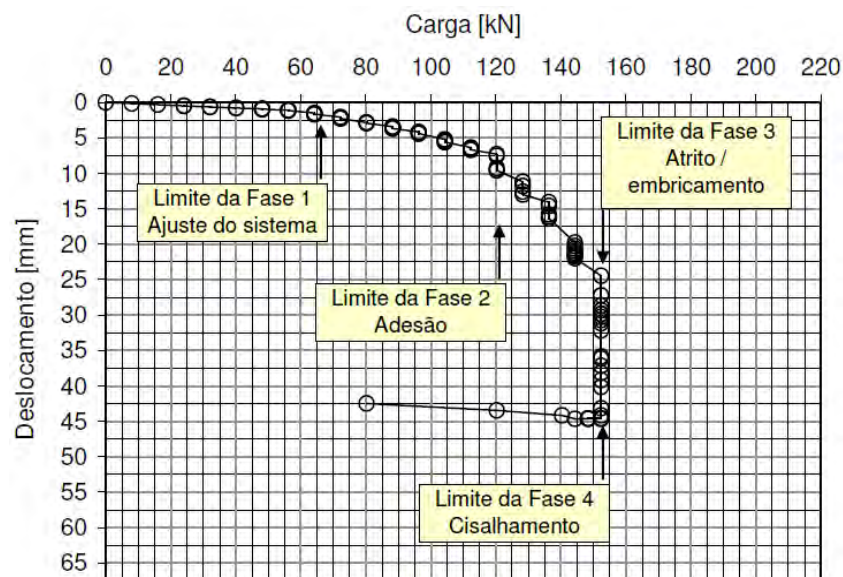 Carga [kN]
0 20 40 60 80 100 120 140 160 180 200 220
0
5
10
15
20
25
30
35
40
45
50
55
60
65
Deslocamento [mm]
Limite da Fase 1
Ajuste do sistema
Limite da Fase 2
Adesão
Limite da Fase 3
Atrito /
embricamento
Limite da Fase 4
Cisalhamento